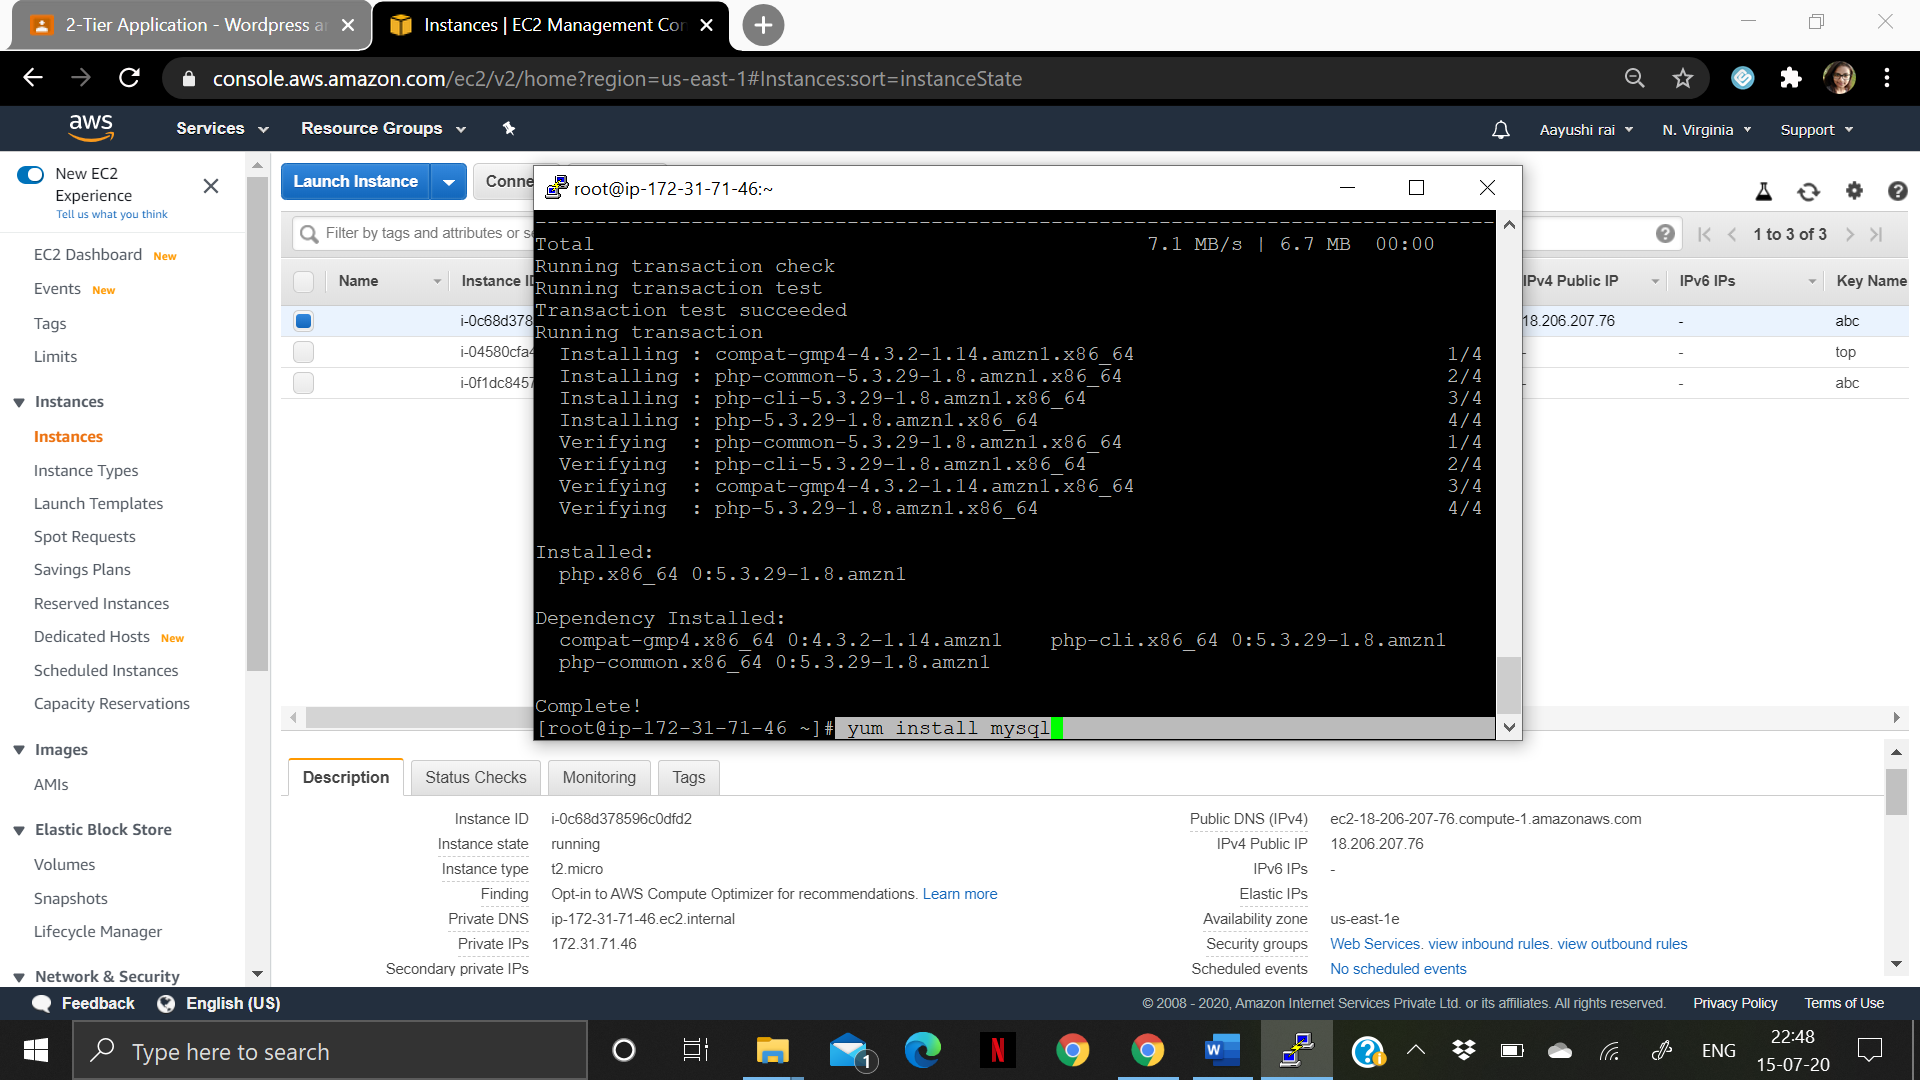 2-Tier Application - Wordpress a
Instances | EC2 Management Con
console.aws.amazon.com/ec2/v2/home?region=us-east-1#Instances:sort=instanceState
aws
Services
Resource Groups
Aayushi rai
N. Virginia
Support
New EC2
Experience
Tell us what you think
EC2 Dashboard New
Events New
Tags
Limits
Instances
Instances
Instance Types
Launch Templates
Spot Requests
Savings Plans
Reserved Instances
Dedicated Hosts New
Scheduled Instances
Capacity Reservations
Images
AMIs
Elastic Block Store
Volumes
Snapshots
Lifecycle Manager
Network & Security
Launch Instance
Conne
Filter by tags and attributes or se
1 to 3 of 3
Name
Instance ID
IPv4 Public IP
IPv6 IPs
Key Name
i-0c68d378
18.206.207.76
-
abc
i-04580cfa4
-
-
top
i-0f1dc8457
-
-
abc
root@ip-172-31-71-46:~
--------------------------------------------------------------------------------
Total 7.1 MB/s | 6.7 MB 00:00
Running transaction check
Running transaction test
Transaction test succeeded
Running transaction
Installing : compat-gmp4-4.3.2-1.14.amzn1.x86_64 1/4
Installing : php-common-5.3.29-1.8.amzn1.x86_64 2/4
Installing : php-cli-5.3.29-1.8.amzn1.x86_64 3/4
Installing : php-5.3.29-1.8.amzn1.x86_64 4/4
Verifying : php-common-5.3.29-1.8.amzn1.x86_64 1/4
Verifying : php-cli-5.3.29-1.8.amzn1.x86_64 2/4
Verifying : compat-gmp4-4.3.2-1.14.amzn1.x86_64 3/4
Verifying : php-5.3.29-1.8.amzn1.x86_64 4/4
Installed:
php.x86_64 0:5.3.29-1.8.amzn1
Dependency Installed:
compat-gmp4.x86_64 0:4.3.2-1.14.amzn1 php-cli.x86_64 0:5.3.29-1.8.amzn1
php-common.x86_64 0:5.3.29-1.8.amzn1
Complete!
[root@ip-172-31-71-46 ~]# yum install mysql
Description
Status Checks
Monitoring
Tags
Instance ID i-0c68d378596c0dfd2
Instance state running
Instance type t2.micro
Finding Opt-in to AWS Compute Optimizer for recommendations. Learn more
Private DNS ip-172-31-71-46.ec2.internal
Private IPs 172.31.71.46
Secondary private IPs
Public DNS (IPv4) ec2-18-206-207-76.compute-1.amazonaws.com
IPv4 Public IP 18.206.207.76
IPv6 IPs -
Elastic IPs
Availability zone us-east-1e
Security groups Web Services. view inbound rules. view outbound rules
Scheduled events No scheduled events
Feedback
English (US)
© 2008 - 2020, Amazon Internet Services Private Ltd. or its affiliates. All rights reserved.
Privacy Policy
Terms of Use
Type here to search
1
N
W
ENG
22:48
15-07-20